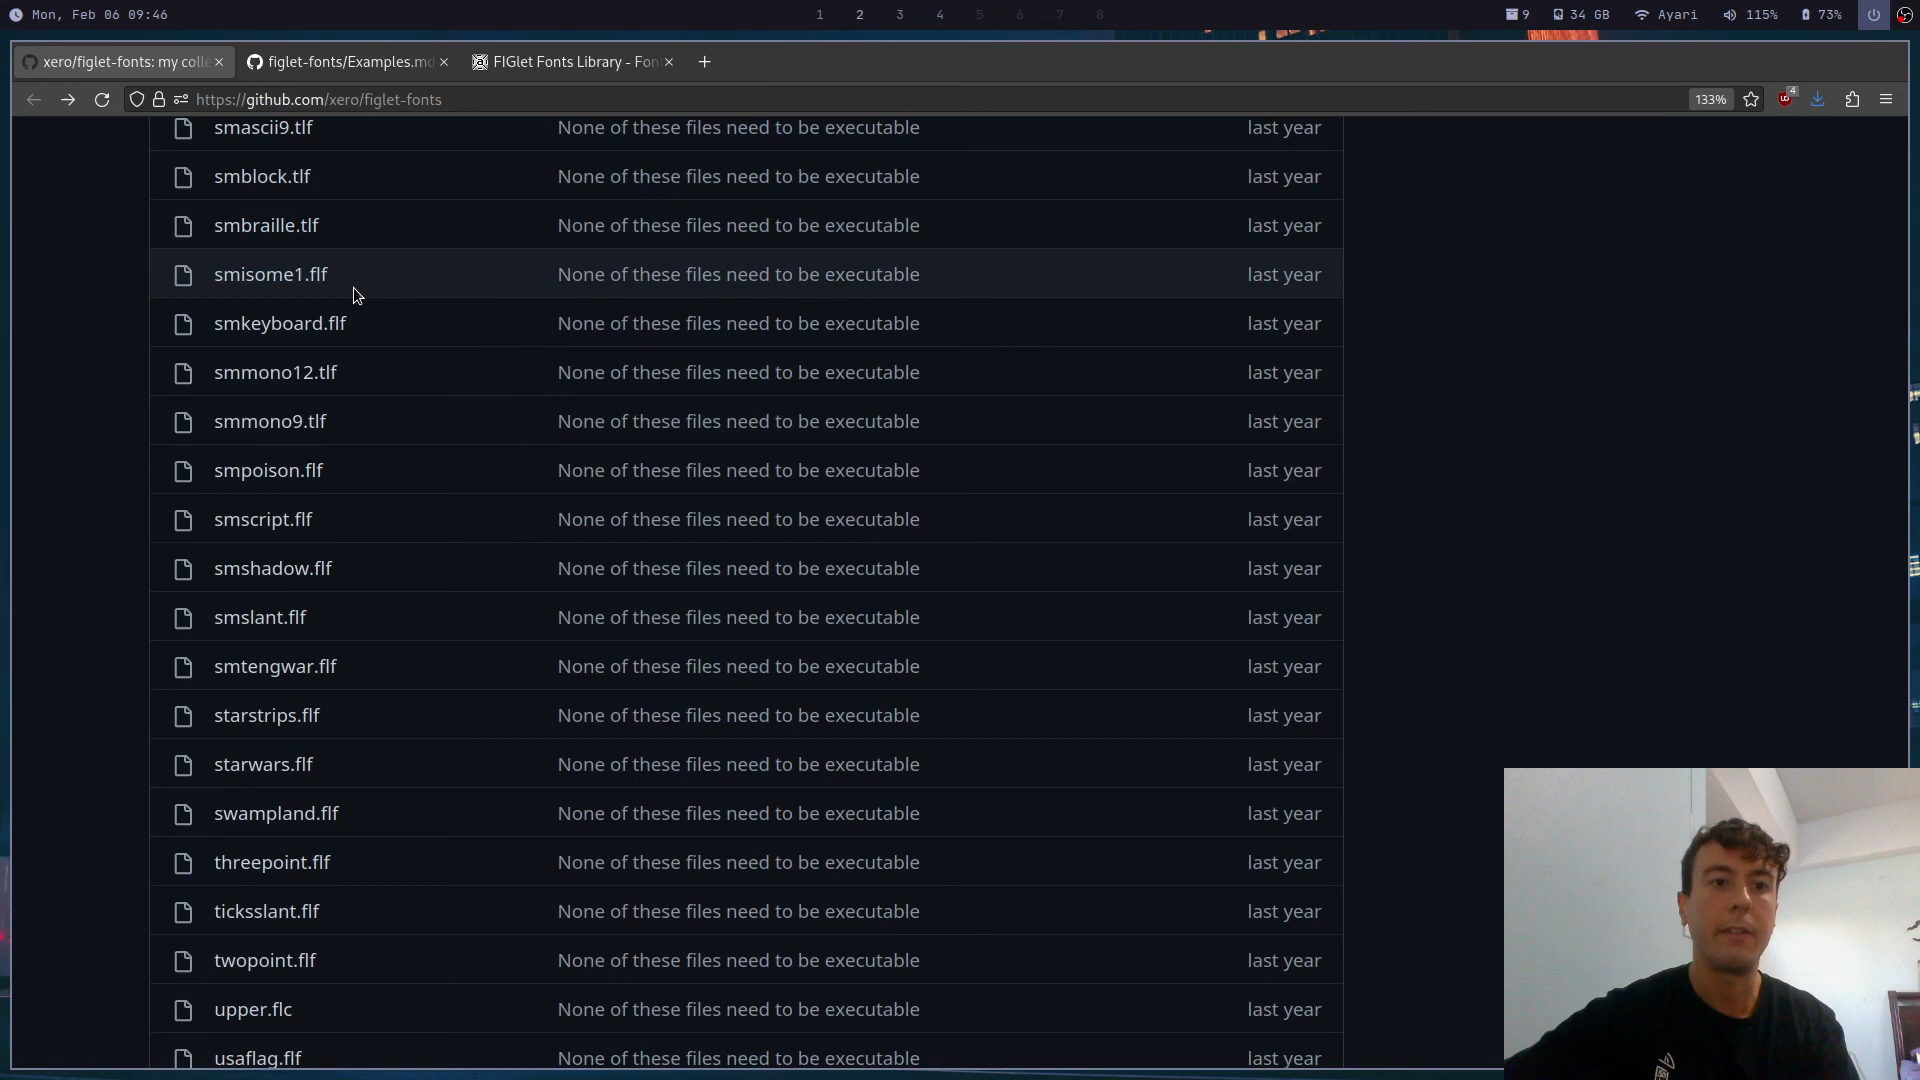 Mon, Feb 06 09:46
1 2 3 4 5 6 7 8
9 34 GB Ayari 115% 73%
xero/figlet-fonts: my colle figlet-fonts/Examples.md FIGlet Fonts Library - Fon
https://github.com/xero/figlet-fonts 133% 4
smascii9.tlf None of these files need to be executable last year
smblock.tlf None of these files need to be executable last year
smbraille.tlf None of these files need to be executable last year
smisome1.flf None of these files need to be executable last year
smkeyboard.flf None of these files need to be executable last year
smmono12.tlf None of these files need to be executable last year
smmono9.tlf None of these files need to be executable last year
smpoison.flf None of these files need to be executable last year
smscript.flf None of these files need to be executable last year
smshadow.flf None of these files need to be executable last year
smslant.flf None of these files need to be executable last year
smtengwar.flf None of these files need to be executable last year
starstrips.flf None of these files need to be executable last year
starwars.flf None of these files need to be executable last year
swampland.flf None of these files need to be executable last year
threepoint.flf None of these files need to be executable last year
ticksslant.flf None of these files need to be executable last year
twopoint.flf None of these files need to be executable last year
upper.flc None of these files need to be executable last year
usaflag.flf None of these files need to be executable last year